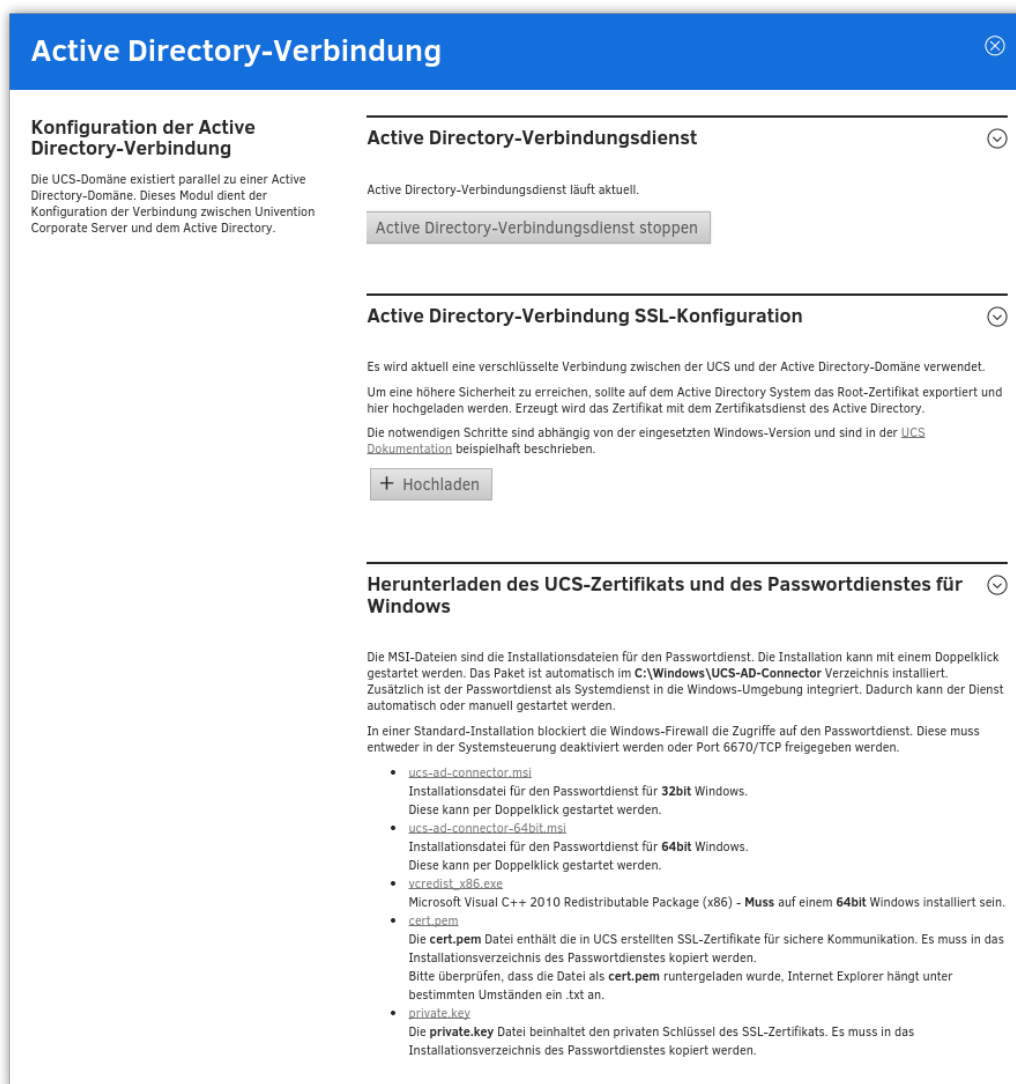 Active Directory-Verbindung
Konfiguration der Active
Directory-Verbindung
Die UCS-Domäne existiert parallel zu einer Active
Directory-Domäne. Dieses Modul dient der
Konfiguration der Verbindung zwischen Univention
Corporate Server und dem Active Directory.
Active Directory-Verbindungsdienst
Active Directory-Verbindungsdienst läuft aktuell.
Active Directory-Verbindungsdienst stoppen
Active Directory-Verbindung SSL-Konfiguration
Es wird aktuell eine verschlüsselte Verbindung zwischen der UCS und der Active Directory-Domäne verwendet.
Um eine höhere Sicherheit zu erreichen, sollte auf dem Active Directory System das Root-Zertifikat exportiert und
hier hochgeladen werden. Erzeugt wird das Zertifikat mit dem Zertifikatsdienst des Active Directory.
Die notwendigen Schritte sind abhängig von der eingesetzten Windows-Version und sind in der UCS
Dokumentation beispielhaft beschrieben.
+ Hochladen
Herunterladen des UCS-Zertifikats und des Passwortdienstes für
Windows
Die MSI-Dateien sind die Installationsdateien für den Passwortdienst. Die Installation kann mit einem Doppelklick
gestartet werden. Das Paket ist automatisch im C:\Windows\UCS-AD-Connector Verzeichnis installiert.
Zusätzlich ist der Passwortdienst als Systemdienst in die Windows-Umgebung integriert. Dadurch kann der Dienst
automatisch oder manuell gestartet werden.
In einer Standard-Installation blockiert die Windows-Firewall die Zugriffe auf den Passwortdienst. Diese muss
entweder in der Systemsteuerung deaktiviert werden oder Port 6670/TCP freigegeben werden.
• ucs-ad-connector.msi
Installationsdatei für den Passwortdienst für 32bit Windows.
Diese kann per Doppelklick gestartet werden.
• ucs-ad-connector-64bit.msi
Installationsdatei für den Passwortdienst für 64bit Windows.
Diese kann per Doppelklick gestartet werden.
• vcredist_x86.exe
Microsoft Visual C++ 2010 Redistributable Package (x86) - Muss auf einem 64bit Windows installiert sein.
• cert.pem
Die cert.pem Datei enthält die in UCS erstellten SSL-Zertifikate für sichere Kommunikation. Es muss in das
Installationsverzeichnis des Passwortdienstes kopiert werden.
Bitte überprüfen, dass die Datei als cert.pem runtergeladen wurde, Internet Explorer hängt unter
bestimmten Umständen ein .txt an.
• private.key
Die private.key Datei beinhaltet den privaten Schlüssel des SSL-Zertifikats. Es muss in das
Installationsverzeichnis des Passwortdienstes kopiert werden.